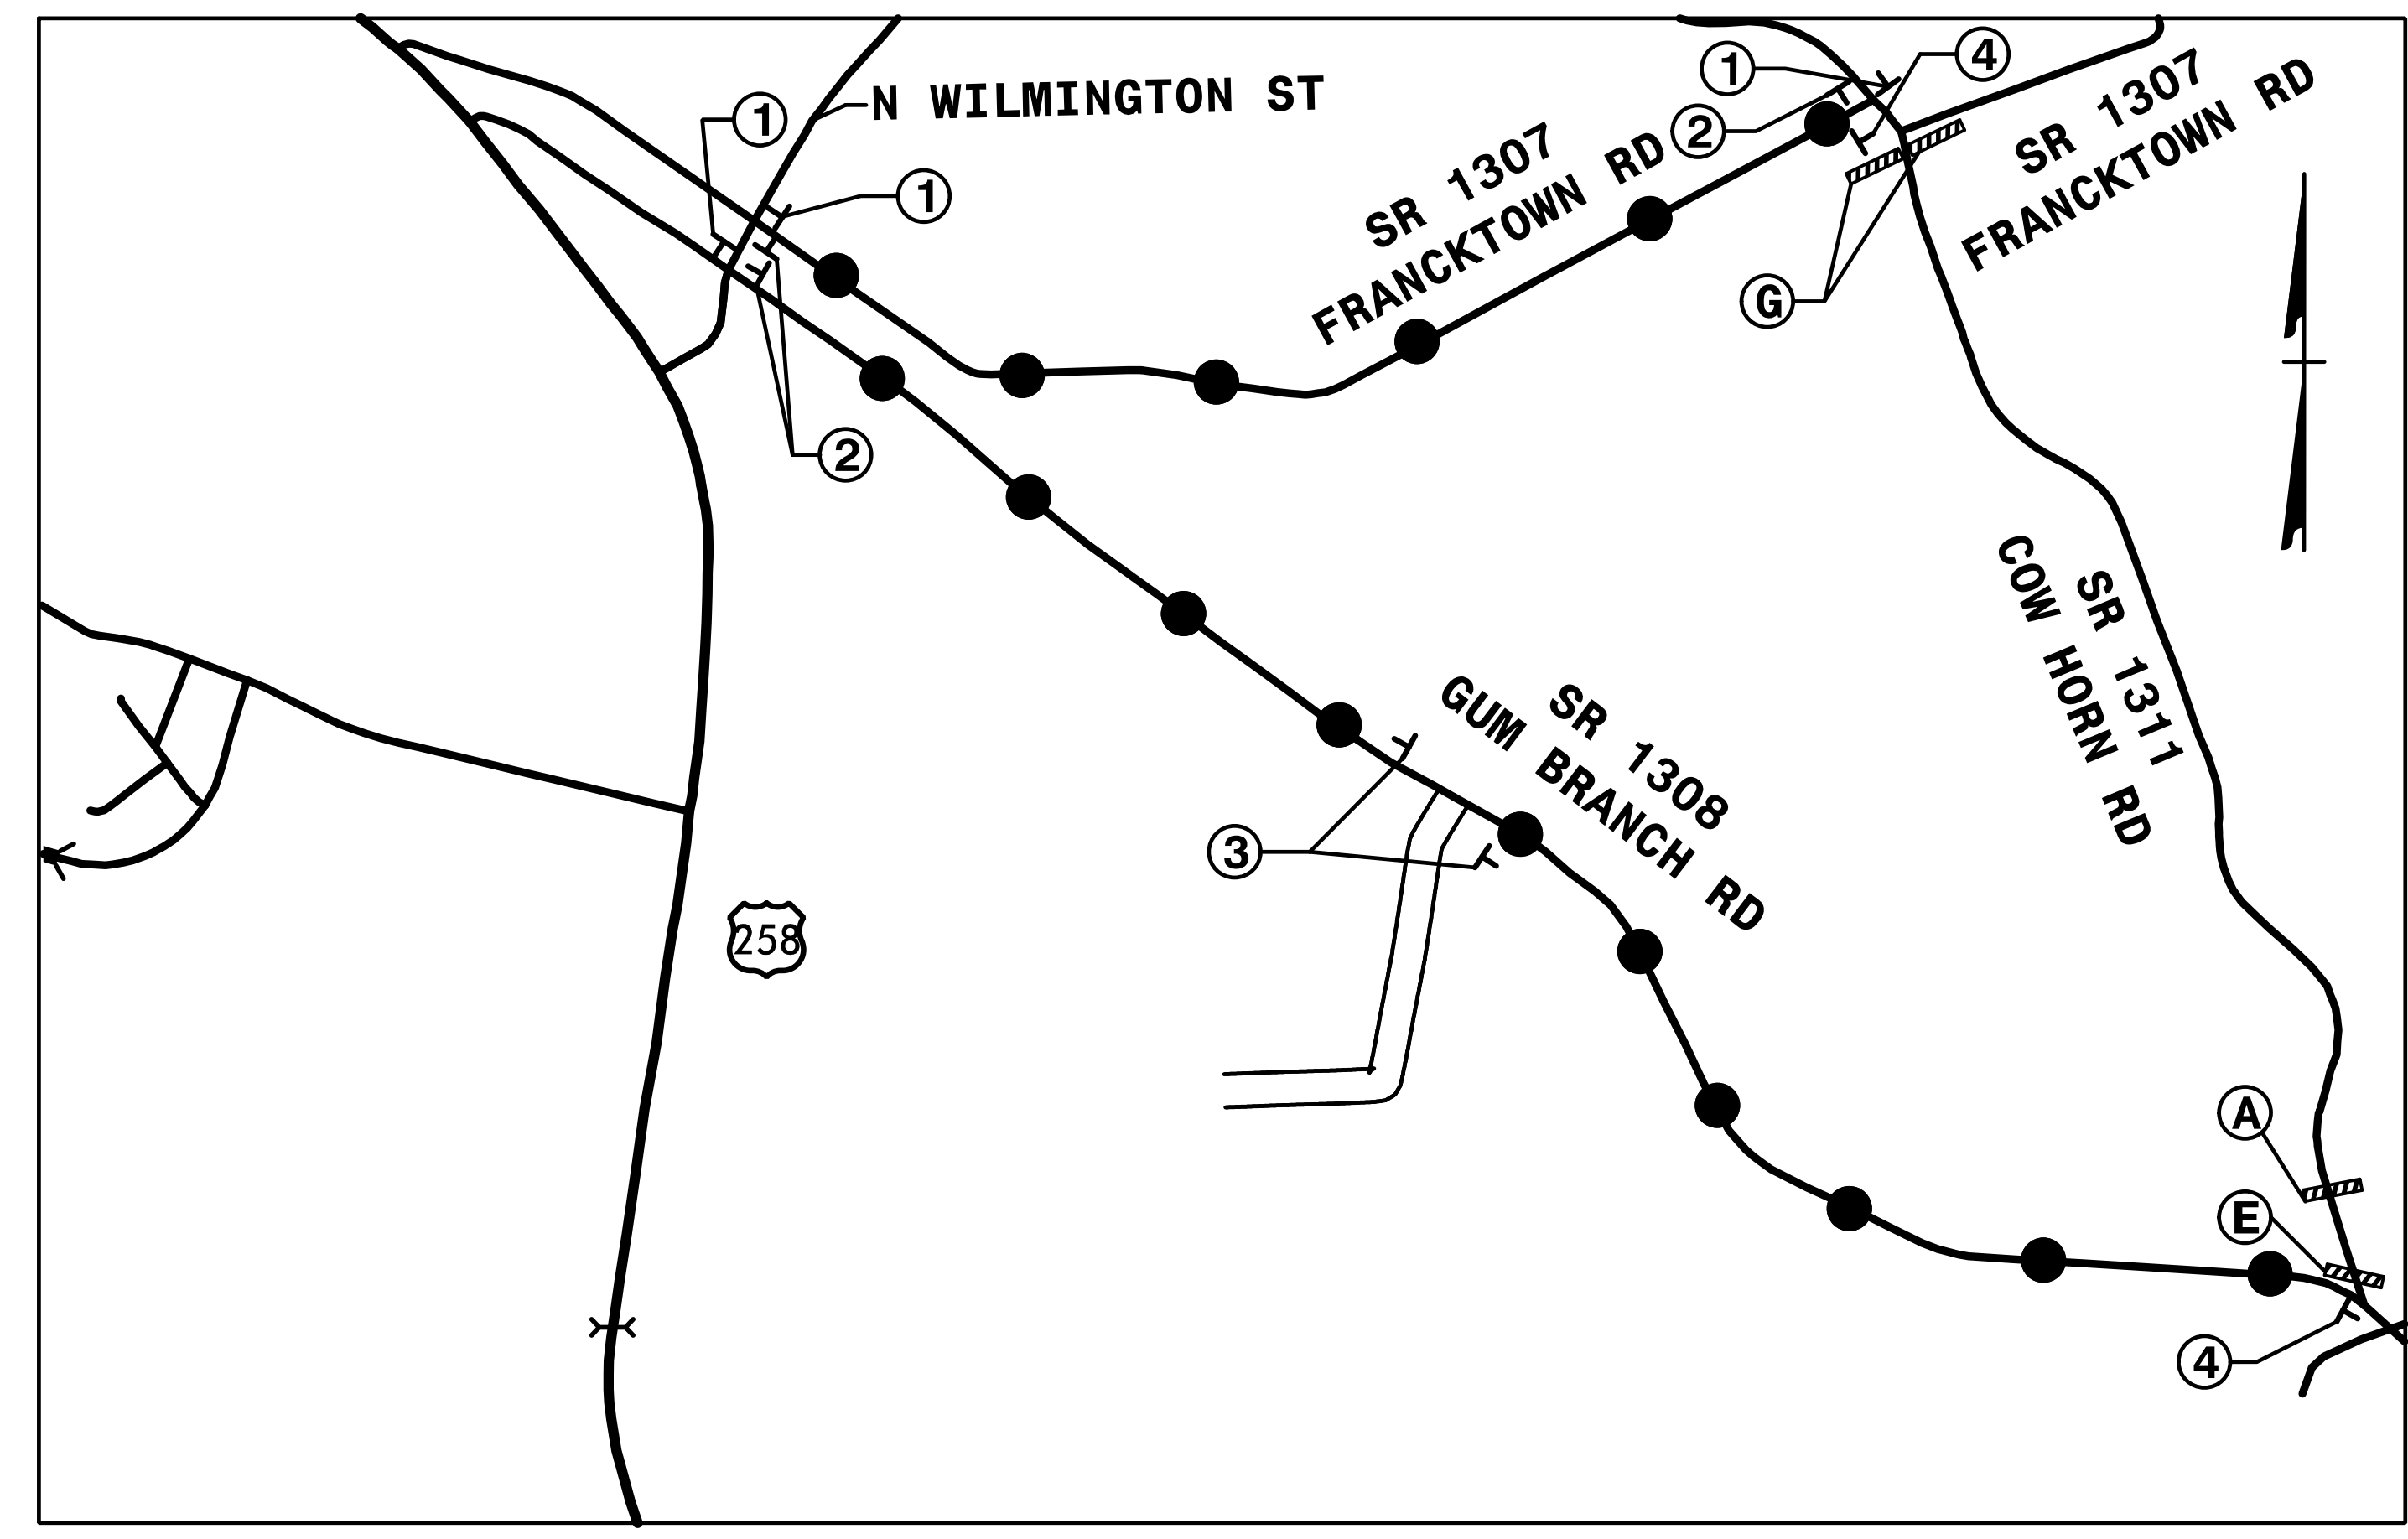 1
4
N WILMINGTON ST
1
2
SR 1307
FRANCKTOWN RD
SR 1307
FRANCKTOWN RD
1
G
2
SR 1311
COW HORN RD
SR 1308
GUM BRANCH RD
3
258
A
E
4